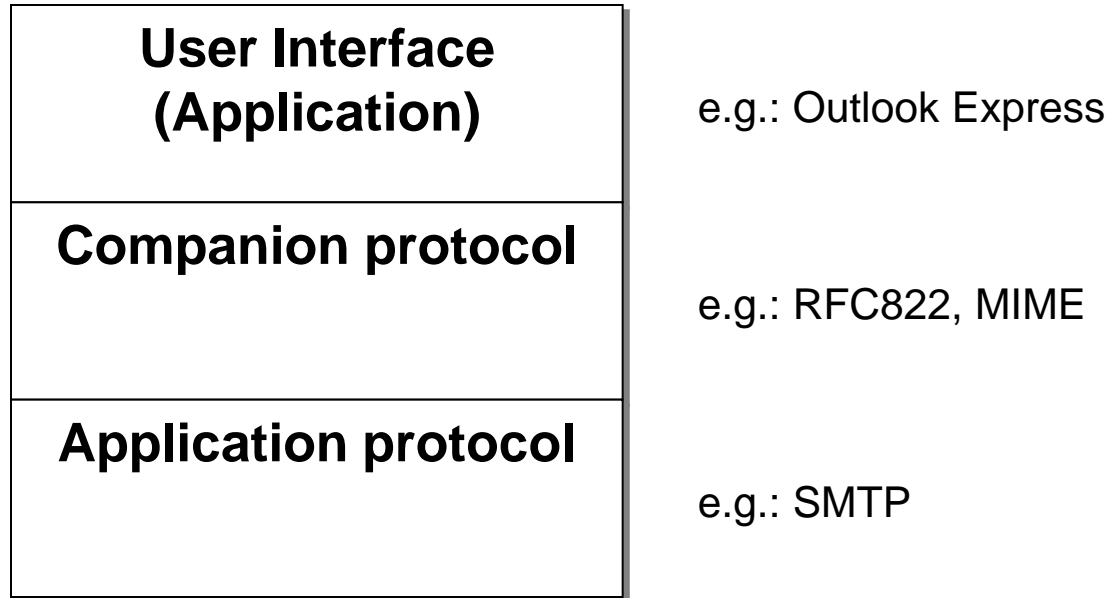 User Interface
(Application)
e.g.: Outlook Express
Companion protocol
e.g.: RFC822, MIME
Application protocol
e.g.: SMTP